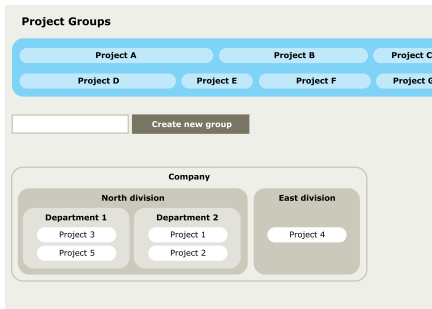 Project Groups
Project A Project B Project C
Project D Project E Project F Project G
Create new group
Company
North division East division
Department 1 Department 2
Project 3 Project 1 Project 4
Project 5 Project 2